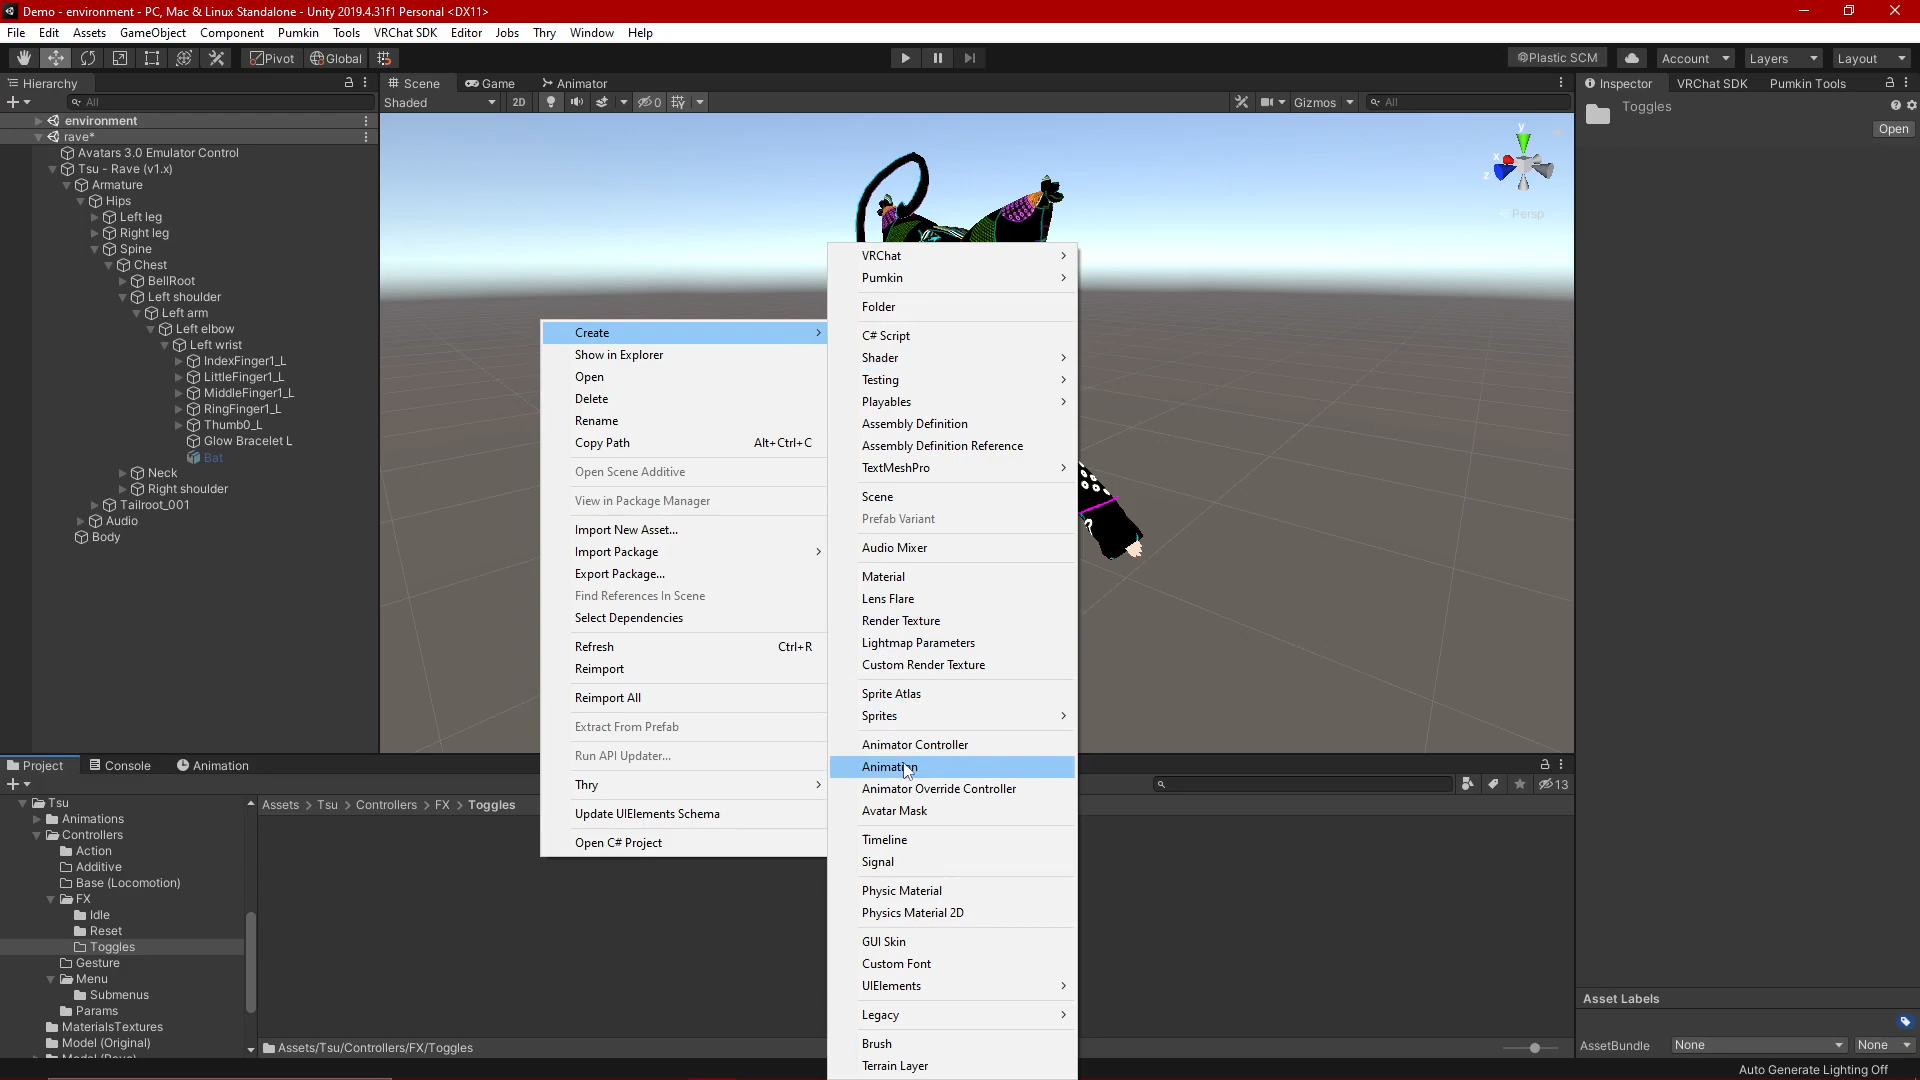 Demo - environment - PC, Mac & Linux Standalone - Unity 2019.4.31f1 Personal <DX11>
File Edit Assets GameObject Component Pumkin Tools VRChat SDK Editor Jobs Thry Window Help
Pivot Global Plastic SCM Account Layers Layout
Hierarchy Scene Game Animator Inspector VRChat SDK Pumkin Tools
All Shaded 2D 0 Gizmos All Toggles
Open
environment
rave*
Avatars 3.0 Emulator Control
Tsu - Rave (v1.x)
Armature
Hips
Left leg
Right leg
Spine
Chest
BellRoot
Left shoulder
Left arm
Left elbow
Left wrist
IndexFinger1_L
LittleFinger1_L
MiddleFinger1_L
RingFinger1_L
Thumb0_L
Glow Bracelet L
Bat
Neck
Right shoulder
Tailroot_001
Audio
Body
y
x
z
Persp
Create
Show in Explorer
Open
Delete
Rename
Copy Path Alt+Ctrl+C
Open Scene Additive
View in Package Manager
Import New Asset...
Import Package
Export Package...
Find References In Scene
Select Dependencies
Refresh Ctrl+R
Reimport
Reimport All
Extract From Prefab
Run API Updater...
Thry
Update UIElements Schema
Open C# Project
VRChat
Pumkin
Folder
C# Script
Shader
Testing
Playables
Assembly Definition
Assembly Definition Reference
TextMeshPro
Scene
Prefab Variant
Audio Mixer
Material
Lens Flare
Render Texture
Lightmap Parameters
Custom Render Texture
Sprite Atlas
Sprites
Animator Controller
Animation
Animator Override Controller
Avatar Mask
Timeline
Signal
Physic Material
Physics Material 2D
GUI Skin
Custom Font
UIElements
Legacy
Brush
Terrain Layer
Project Console Animation
13
Tsu
Animations
Controllers
Action
Additive
Base (Locomotion)
FX
Idle
Reset
Toggles
Gesture
Menu
Submenus
Params
MaterialsTextures
Model (Original)
Assets > Tsu > Controllers > FX > Toggles
Assets/Tsu/Controllers/FX/Toggles
Asset Labels
AssetBundle None None
Auto Generate Lighting Off